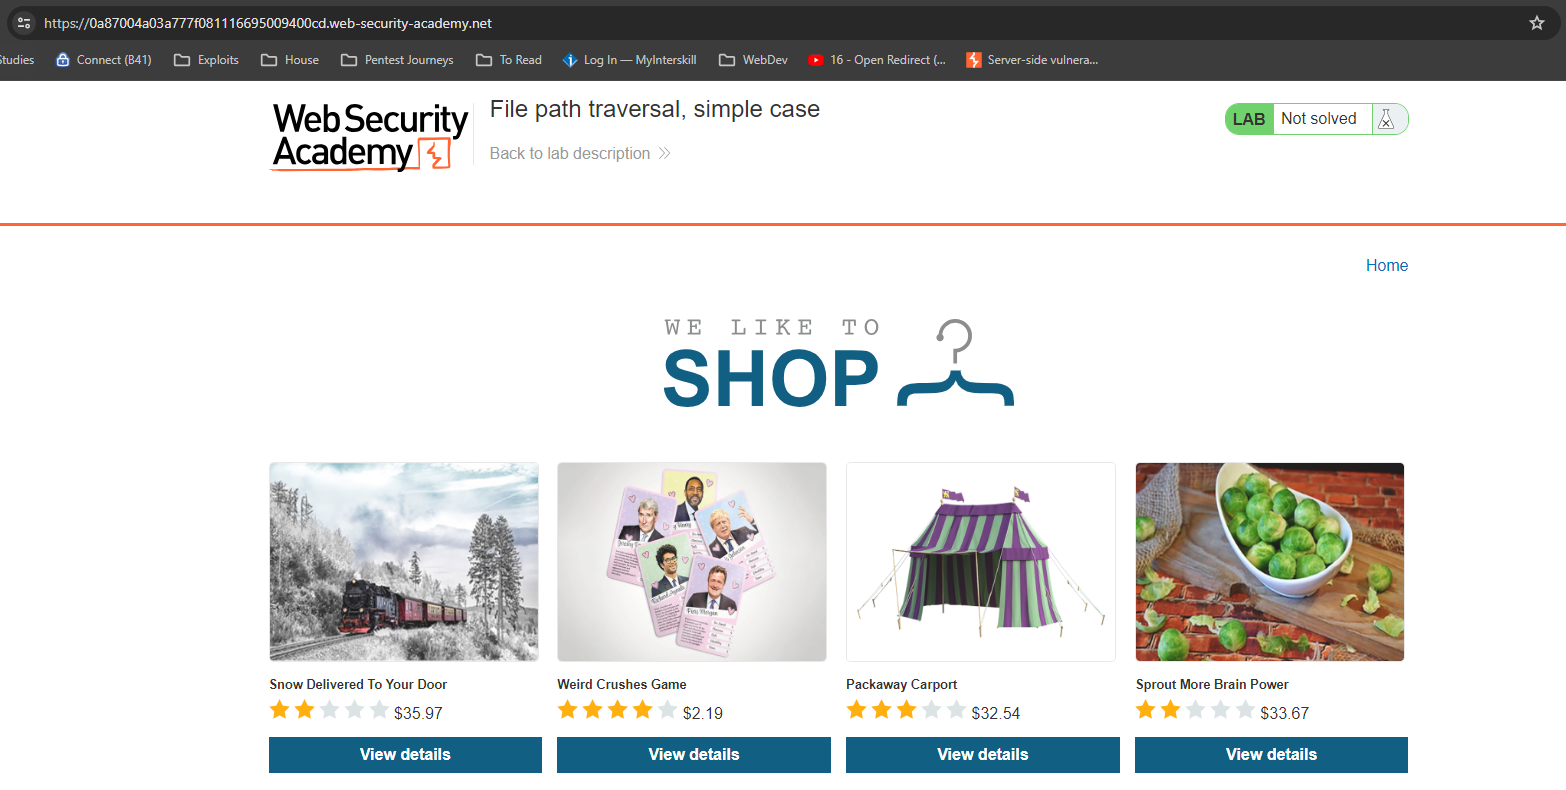 https://0a87004a03a777f081116695009400cd.web-security-academy.net
Studies Connect (B41) Exploits House Pentest Journeys To Read Log In — MyInterskill WebDev 16 - Open Redirect (... Server-side vulnera...
Web Security
Academy
File path traversal, simple case
Back to lab description
LAB Not solved
Home
WE LIKE TO
SHOP
Snow Delivered To Your Door
$35.97
View details
Weird Crushes Game
$2.19
View details
Packaway Carport
$32.54
View details
Sprout More Brain Power
$33.67
View details